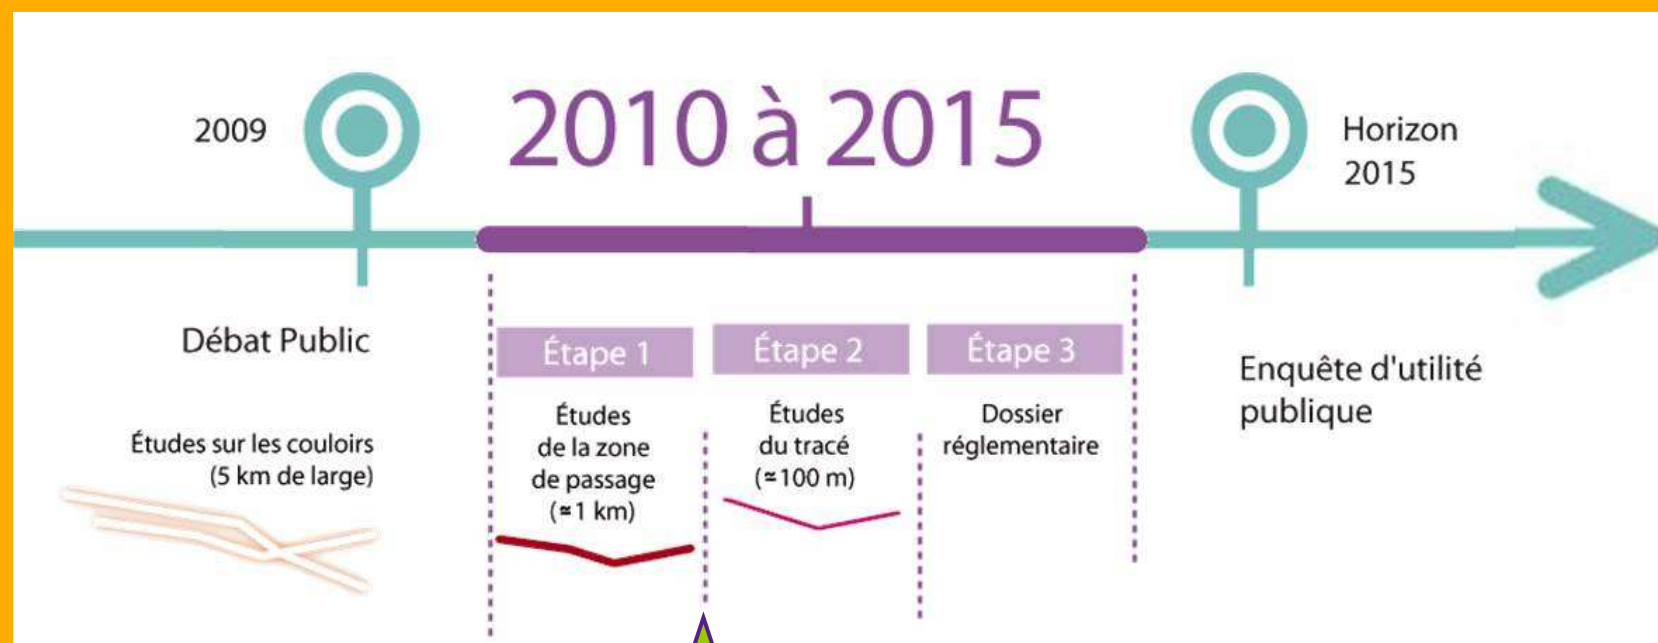 2009
2010 à 2015
Horizon
2015
Débat Public
Études sur les couloirs
(5 km de large)
Étape 1
Études
de la zone
de passage
(≈1 km)
Étape 2
Études
du tracé
(≈100 m)
Étape 3
Dossier
réglementaire
Enquête d'utilité
publique